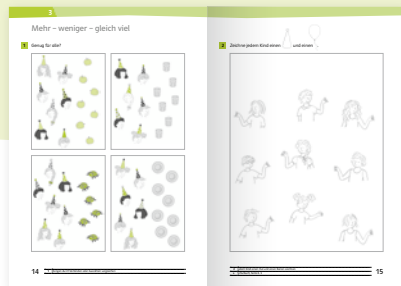 3
Mehr – weniger – gleich viel
1 Genug für alle?
14
2 Zeichne jedem Kind einen und einen
15